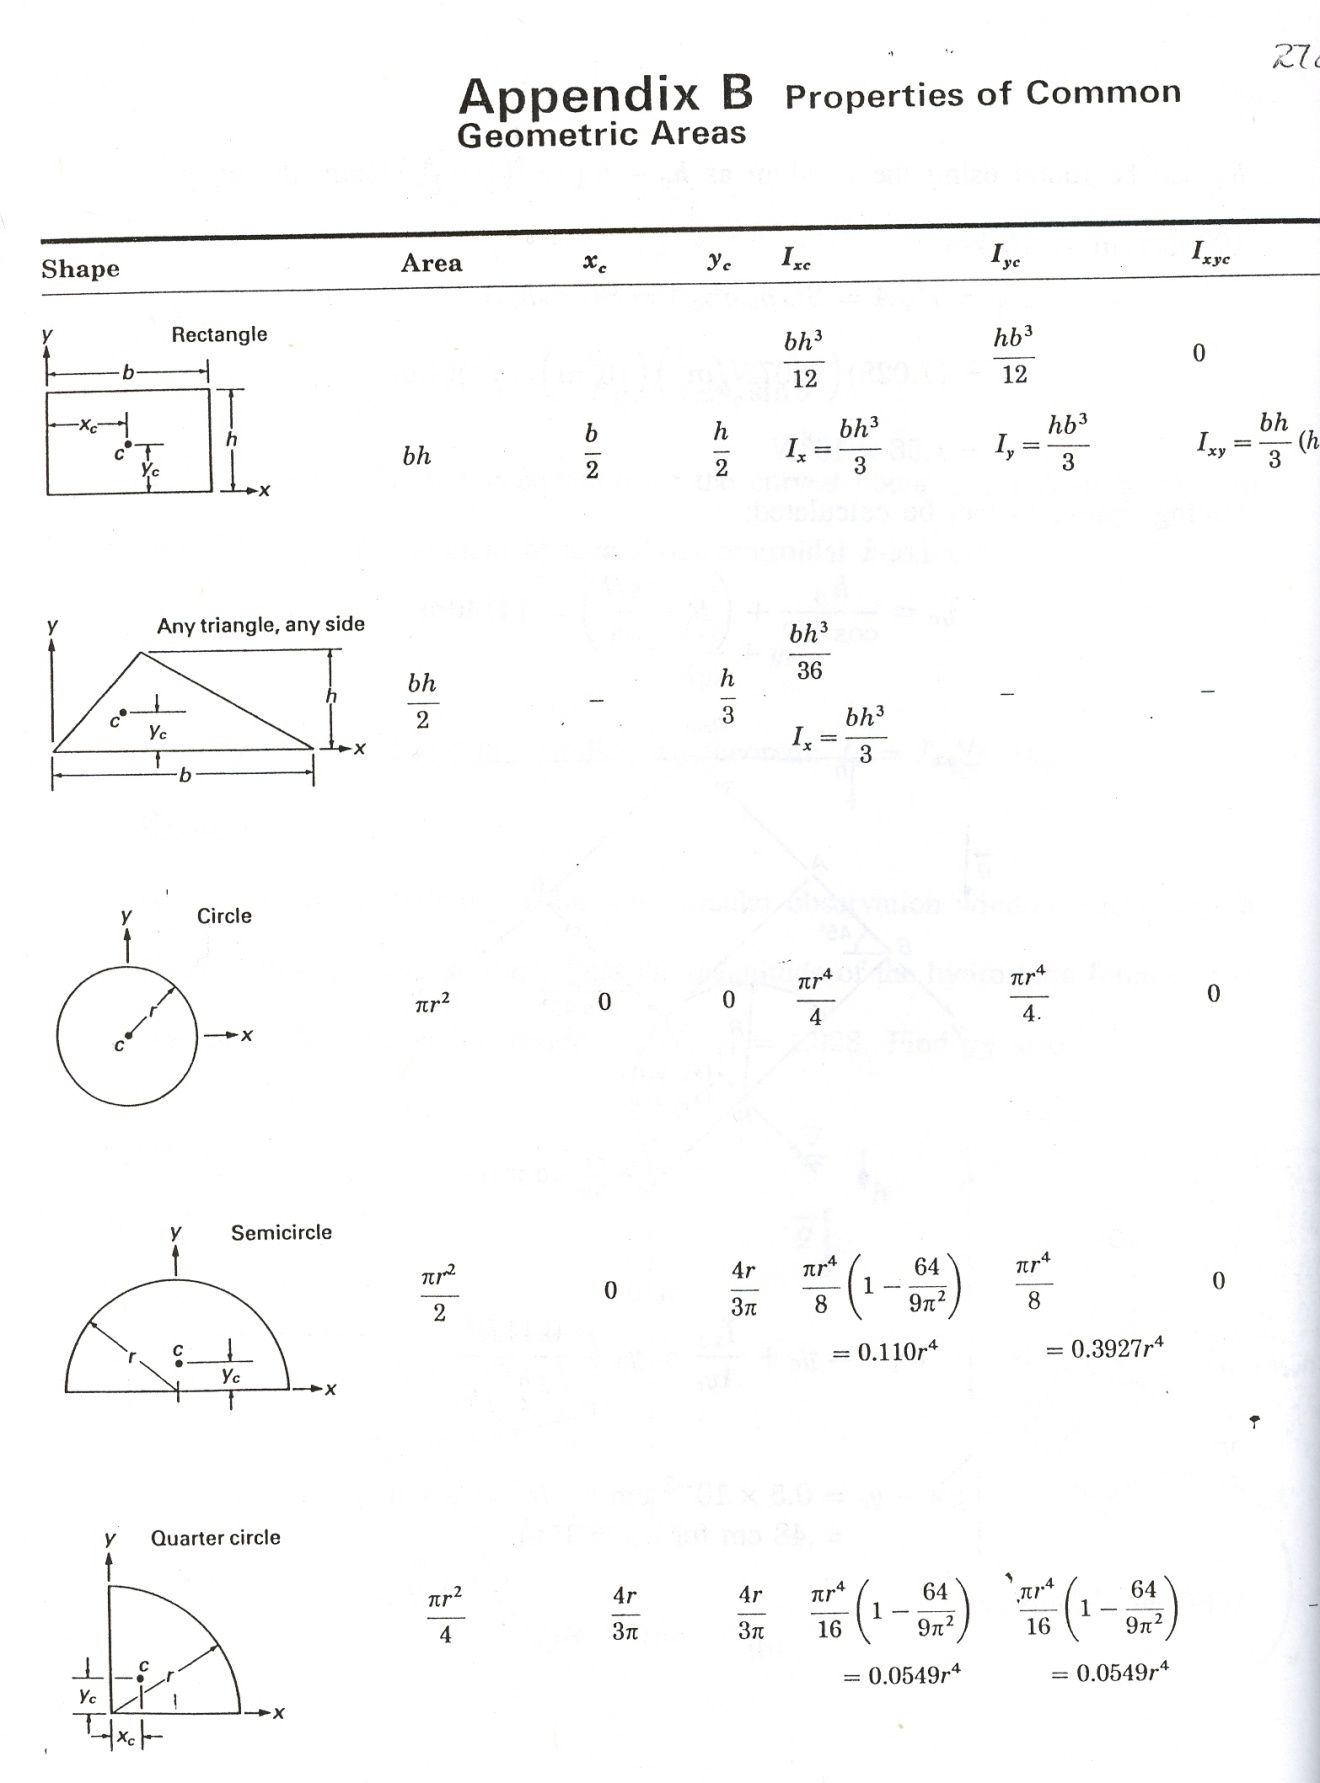 27
Appendix B Properties of Common
Geometric Areas
Shape Area x_c y_c I_xc I_yc I_xyc
Rectangle
y
b
x_c
c
y_c
h
x
bh
b/2
h/2
bh³/12
I_x = bh³/3
hb³/12
I_y = hb³/3
0
I_xy = bh/3 (h
Any triangle, any side
y
h
c
y_c
x
b
bh/2
–
h/3
bh³/36
I_x = bh³/3
–
–
Circle
y
r
c
x
πr²
0
0
πr⁴/4
πr⁴/4.
0
Semicircle
y
r
c
y_c
x
πr²/2
0
4r/3π
πr⁴/8 (1 − 64/9π²)
= 0.110r⁴
πr⁴/8
= 0.3927r⁴
0
Quarter circle
y
c
r
y_c
x
x_c
πr²/4
4r/3π
4r/3π
πr⁴/16 (1 − 64/9π²)
= 0.0549r⁴
πr⁴/16 (1 − 64/9π²)
= 0.0549r⁴
–